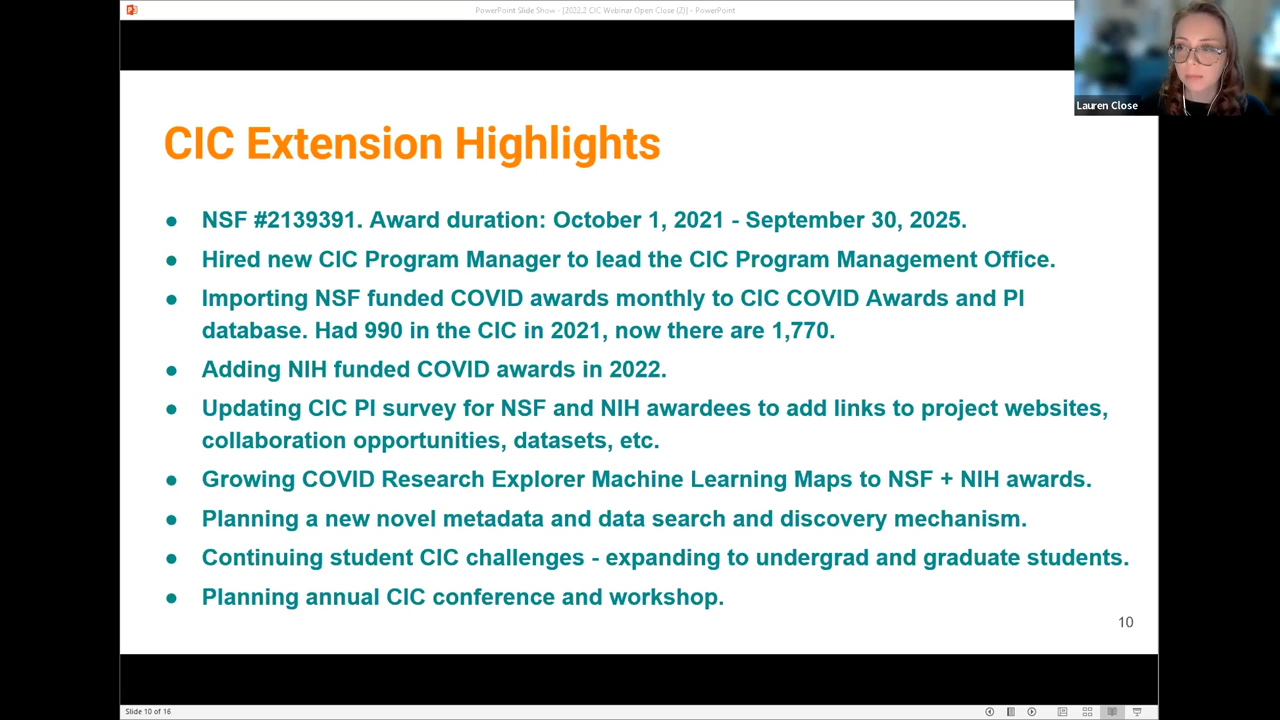 PowerPoint Slide Show - [2022.2 CIC Webinar Open Close (2)] - PowerPoint
Lauren Close
CIC Extension Highlights
● NSF #2139391. Award duration: October 1, 2021 - September 30, 2025.
● Hired new CIC Program Manager to lead the CIC Program Management Office.
● Importing NSF funded COVID awards monthly to CIC COVID Awards and PI
database. Had 990 in the CIC in 2021, now there are 1,770.
● Adding NIH funded COVID awards in 2022.
● Updating CIC PI survey for NSF and NIH awardees to add links to project websites,
collaboration opportunities, datasets, etc.
● Growing COVID Research Explorer Machine Learning Maps to NSF + NIH awards.
● Planning a new novel metadata and data search and discovery mechanism.
● Continuing student CIC challenges - expanding to undergrad and graduate students.
● Planning annual CIC conference and workshop.
10
Slide 10 of 16